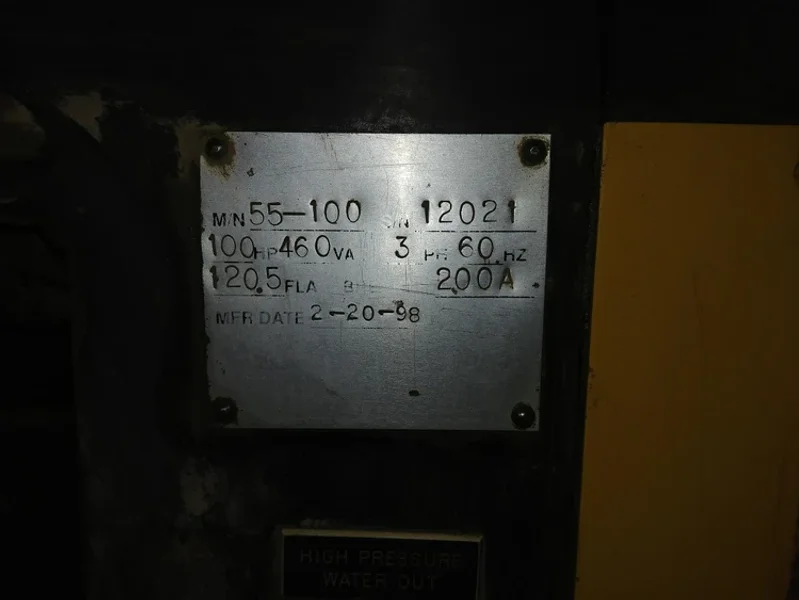 M/N 55-100 /N 12021
100 HP 460 VA 3 PH 60 HZ
120.5 FLA B 200A
MFR DATE 2-20-98
HIGH PRESSURE
WATER OUT